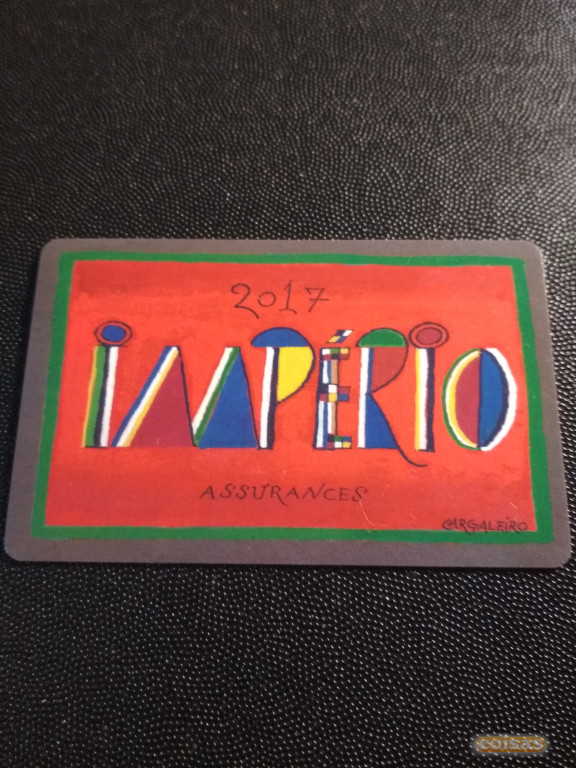 2017
iMPÉRiO
ASSURANCES
CARGALEiRO
coisas